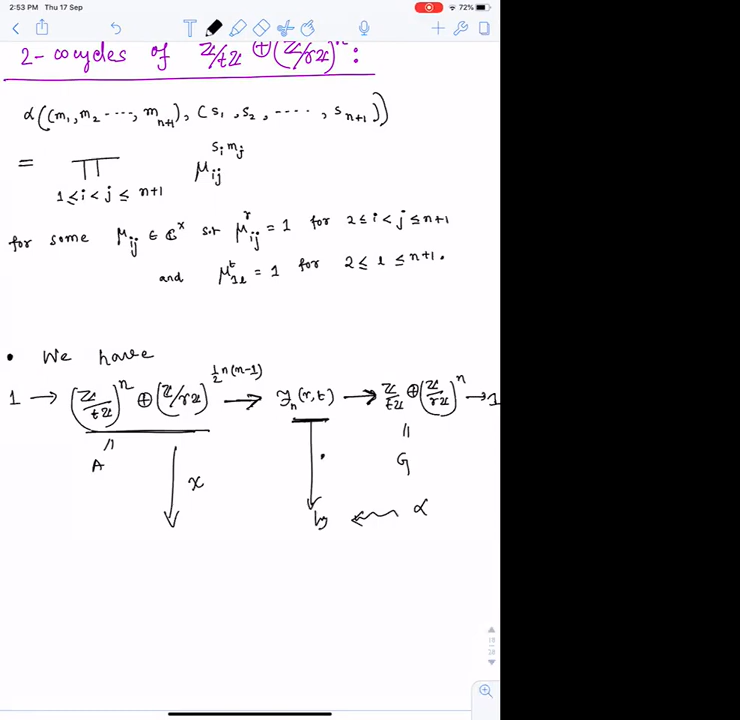 2:53 PM Thu 17 Sep 72%
2-cocycles of ℤ/tℤ ⊕ (ℤ/rℤ)^n :
α((m₁, m₂ ----, m_{n+1}), (s₁, s₂, -----, s_{n+1}))
= ∏_{1≤i<j≤n+1} μ_{ij}^{s_i m_j}
for some μ_{ij} ∈ ℂ^× s.t μ_{ij}^r = 1 for 2≤i<j≤n+1
and μ_{1l}^t = 1 for 2≤ l ≤n+1.
• We have
1 → (ℤ/tℤ)^n ⊕ (ℤ/rℤ)^{½n(n-1)} → ℱ_n(r,t) → ℤ/tℤ ⊕ (ℤ/rℤ)^n → 1
= A
χ
= G
by α